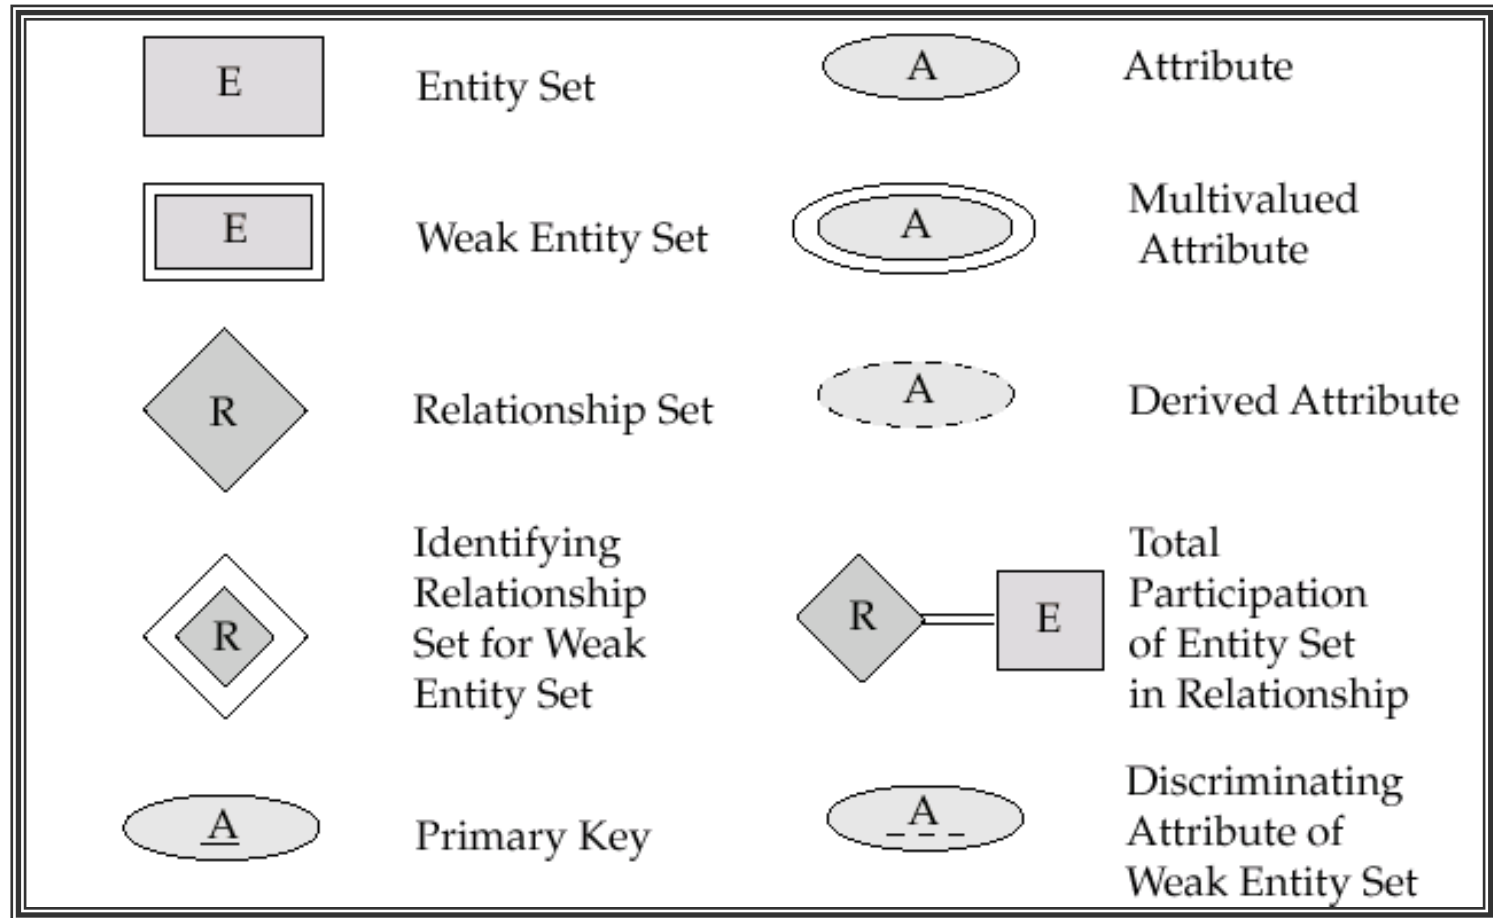 E
Entity Set
A
Attribute
E
Weak Entity Set
A
Multivalued
Attribute
R
Relationship Set
A
Derived Attribute
R
Identifying
Relationship
Set for Weak
Entity Set
R
E
Total
Participation
of Entity Set
in Relationship
A
Primary Key
A
Discriminating
Attribute of
Weak Entity Set